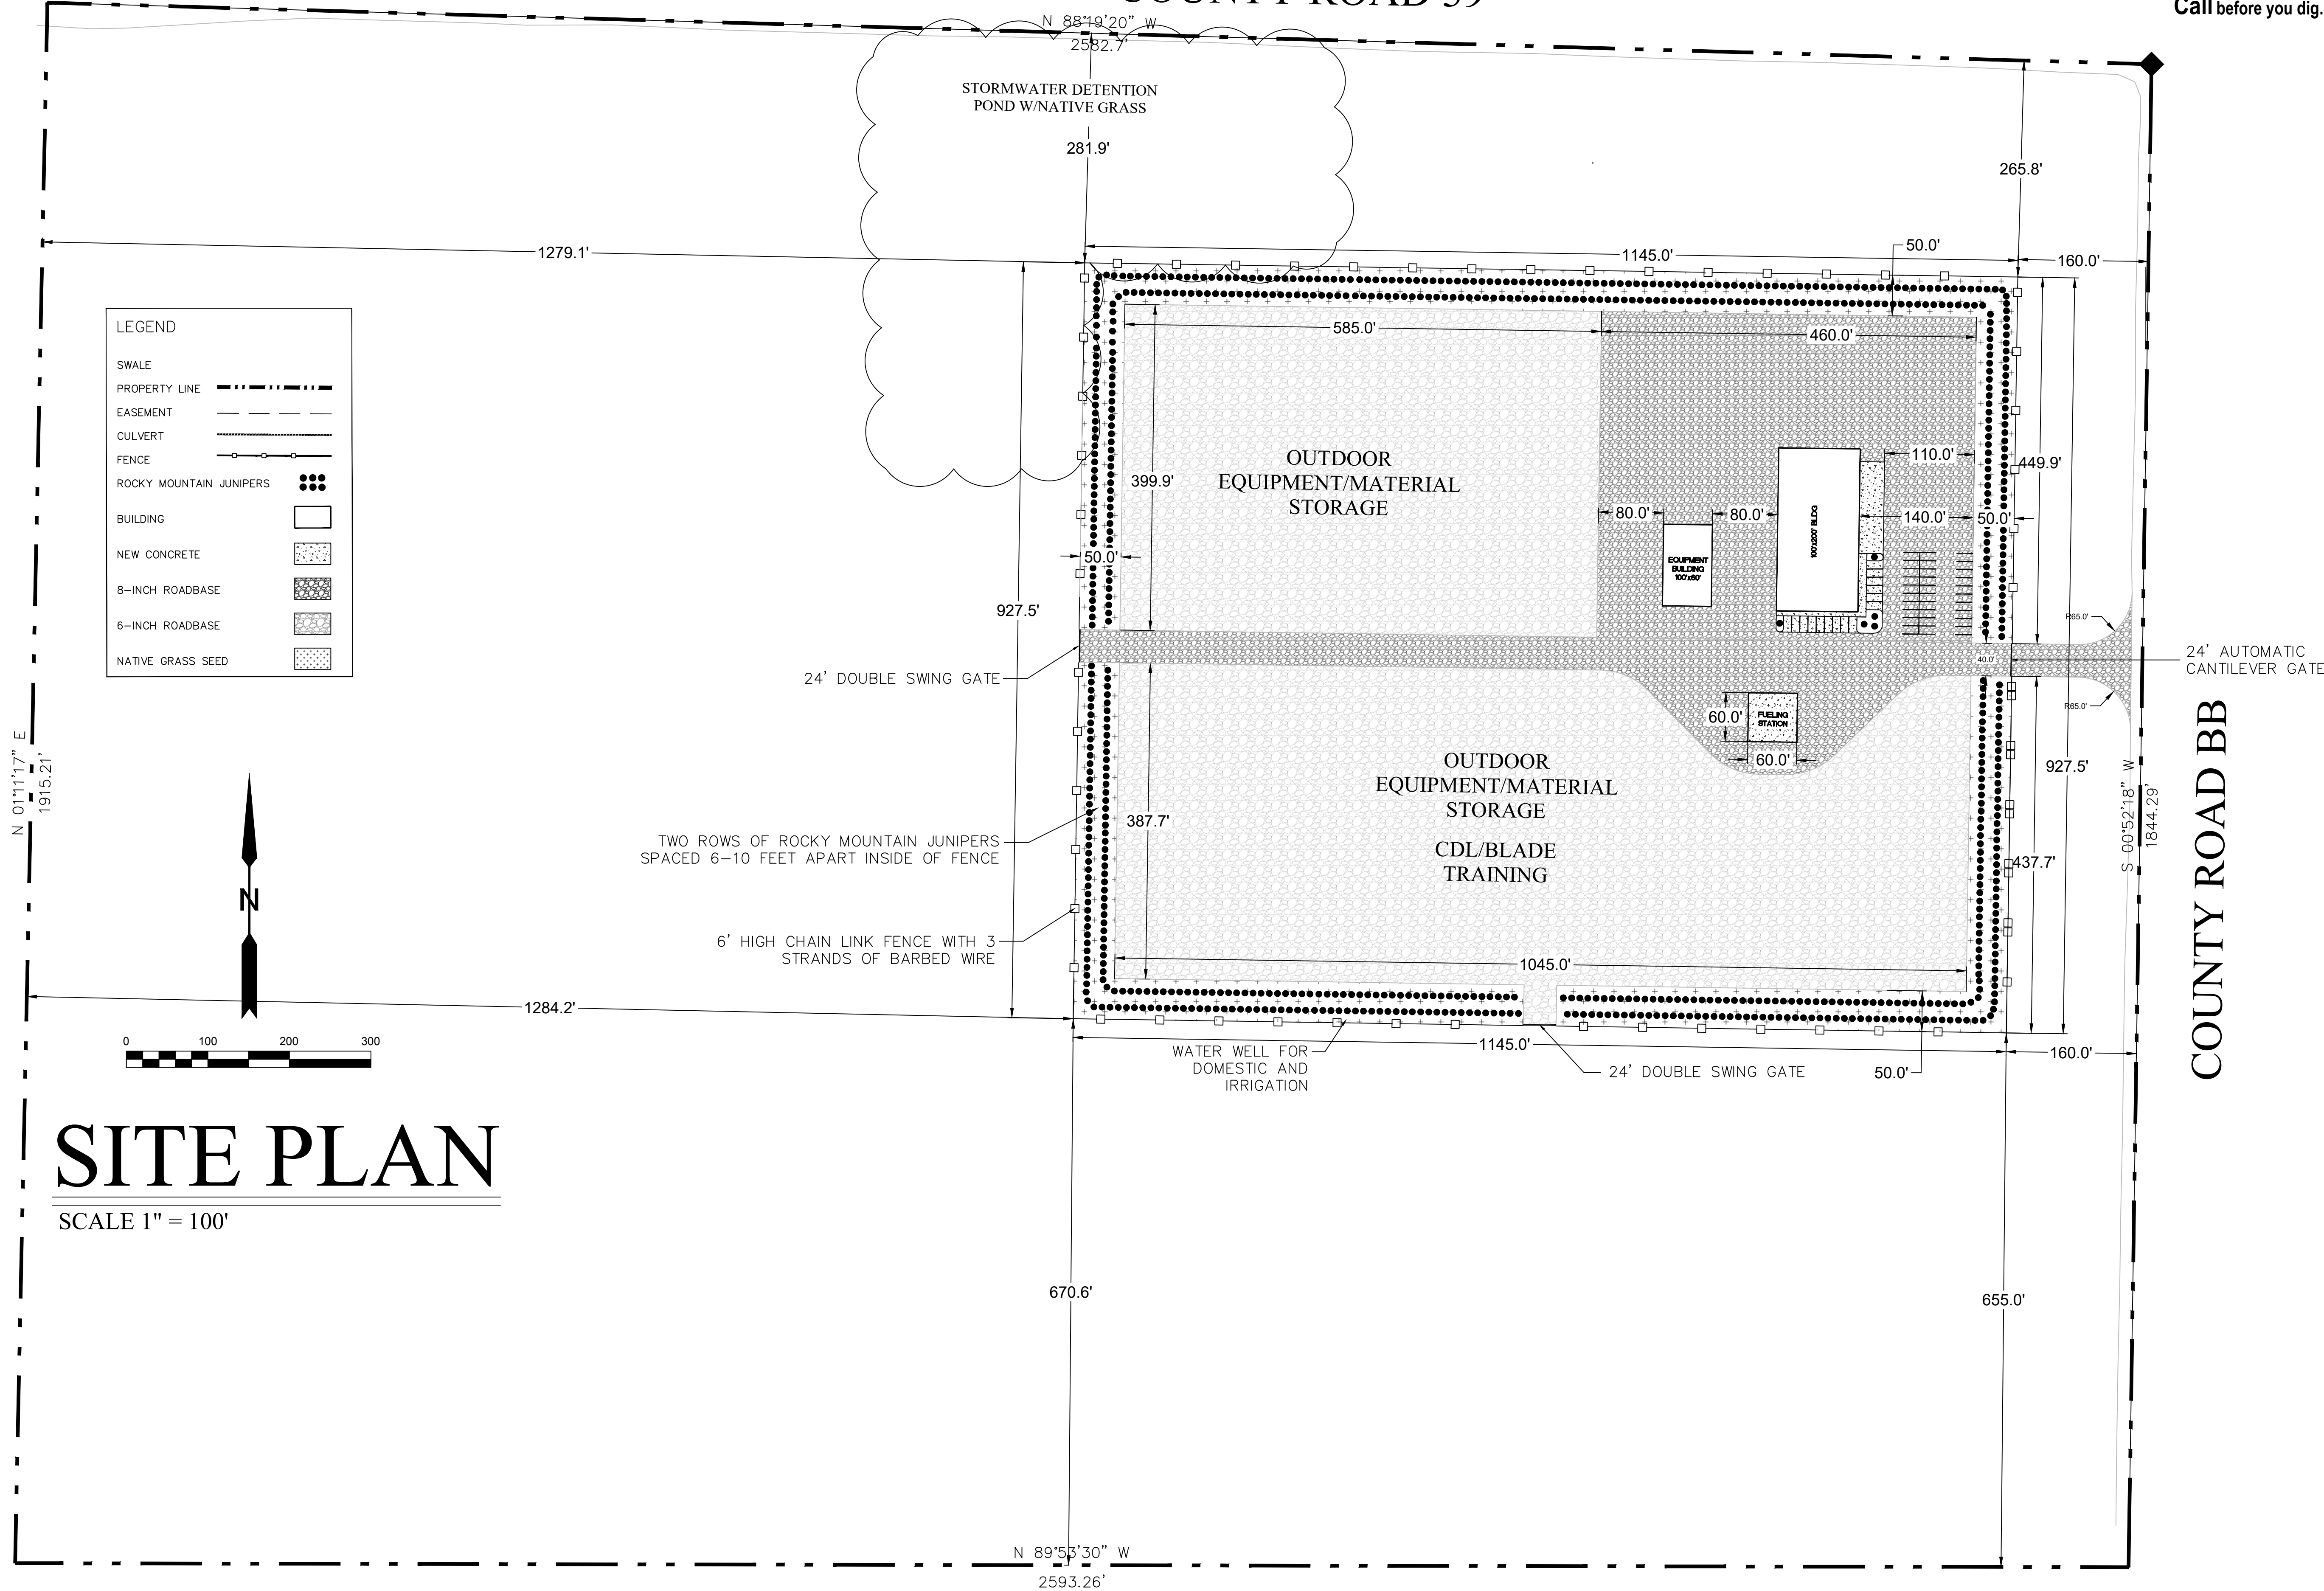 Call before you dig.
N 88°19'20" W
2582.7'
STORMWATER DETENTION
POND W/NATIVE GRASS
281.9'
265.8'
1279.1'
1145.0'
50.0'
160.0'
LEGEND
SWALE
PROPERTY LINE
EASEMENT
CULVERT
FENCE
ROCKY MOUNTAIN JUNIPERS
BUILDING
NEW CONCRETE
8-INCH ROADBASE
6-INCH ROADBASE
NATIVE GRASS SEED
585.0'
460.0'
OUTDOOR
EQUIPMENT/MATERIAL
STORAGE
399.9'
110.0'
449.9'
80.0'
80.0'
140.0'
50.0'
100'x200' BLDG
EQUIPMENT
BUILDING
100'x60'
50.0'
927.5'
R65.0'
24' DOUBLE SWING GATE
40.0'
24' AUTOMATIC
CANTILEVER GATE
R65.0'
60.0'
FUELING
STATION
60.0'
OUTDOOR
EQUIPMENT/MATERIAL
STORAGE
CDL/BLADE
TRAINING
927.5'
N 01°11'17" E
1915.21'
S 00°52'18" W
1844.29'
COUNTY ROAD BB
387.7'
437.7'
TWO ROWS OF ROCKY MOUNTAIN JUNIPERS
SPACED 6-10 FEET APART INSIDE OF FENCE
N
6' HIGH CHAIN LINK FENCE WITH 3
STRANDS OF BARBED WIRE
1045.0'
1284.2'
0 100 200 300
1145.0'
160.0'
WATER WELL FOR
DOMESTIC AND
IRRIGATION
24' DOUBLE SWING GATE
50.0'
SITE PLAN
SCALE 1" = 100'
670.6'
655.0'
N 89°53'30" W
2593.26'